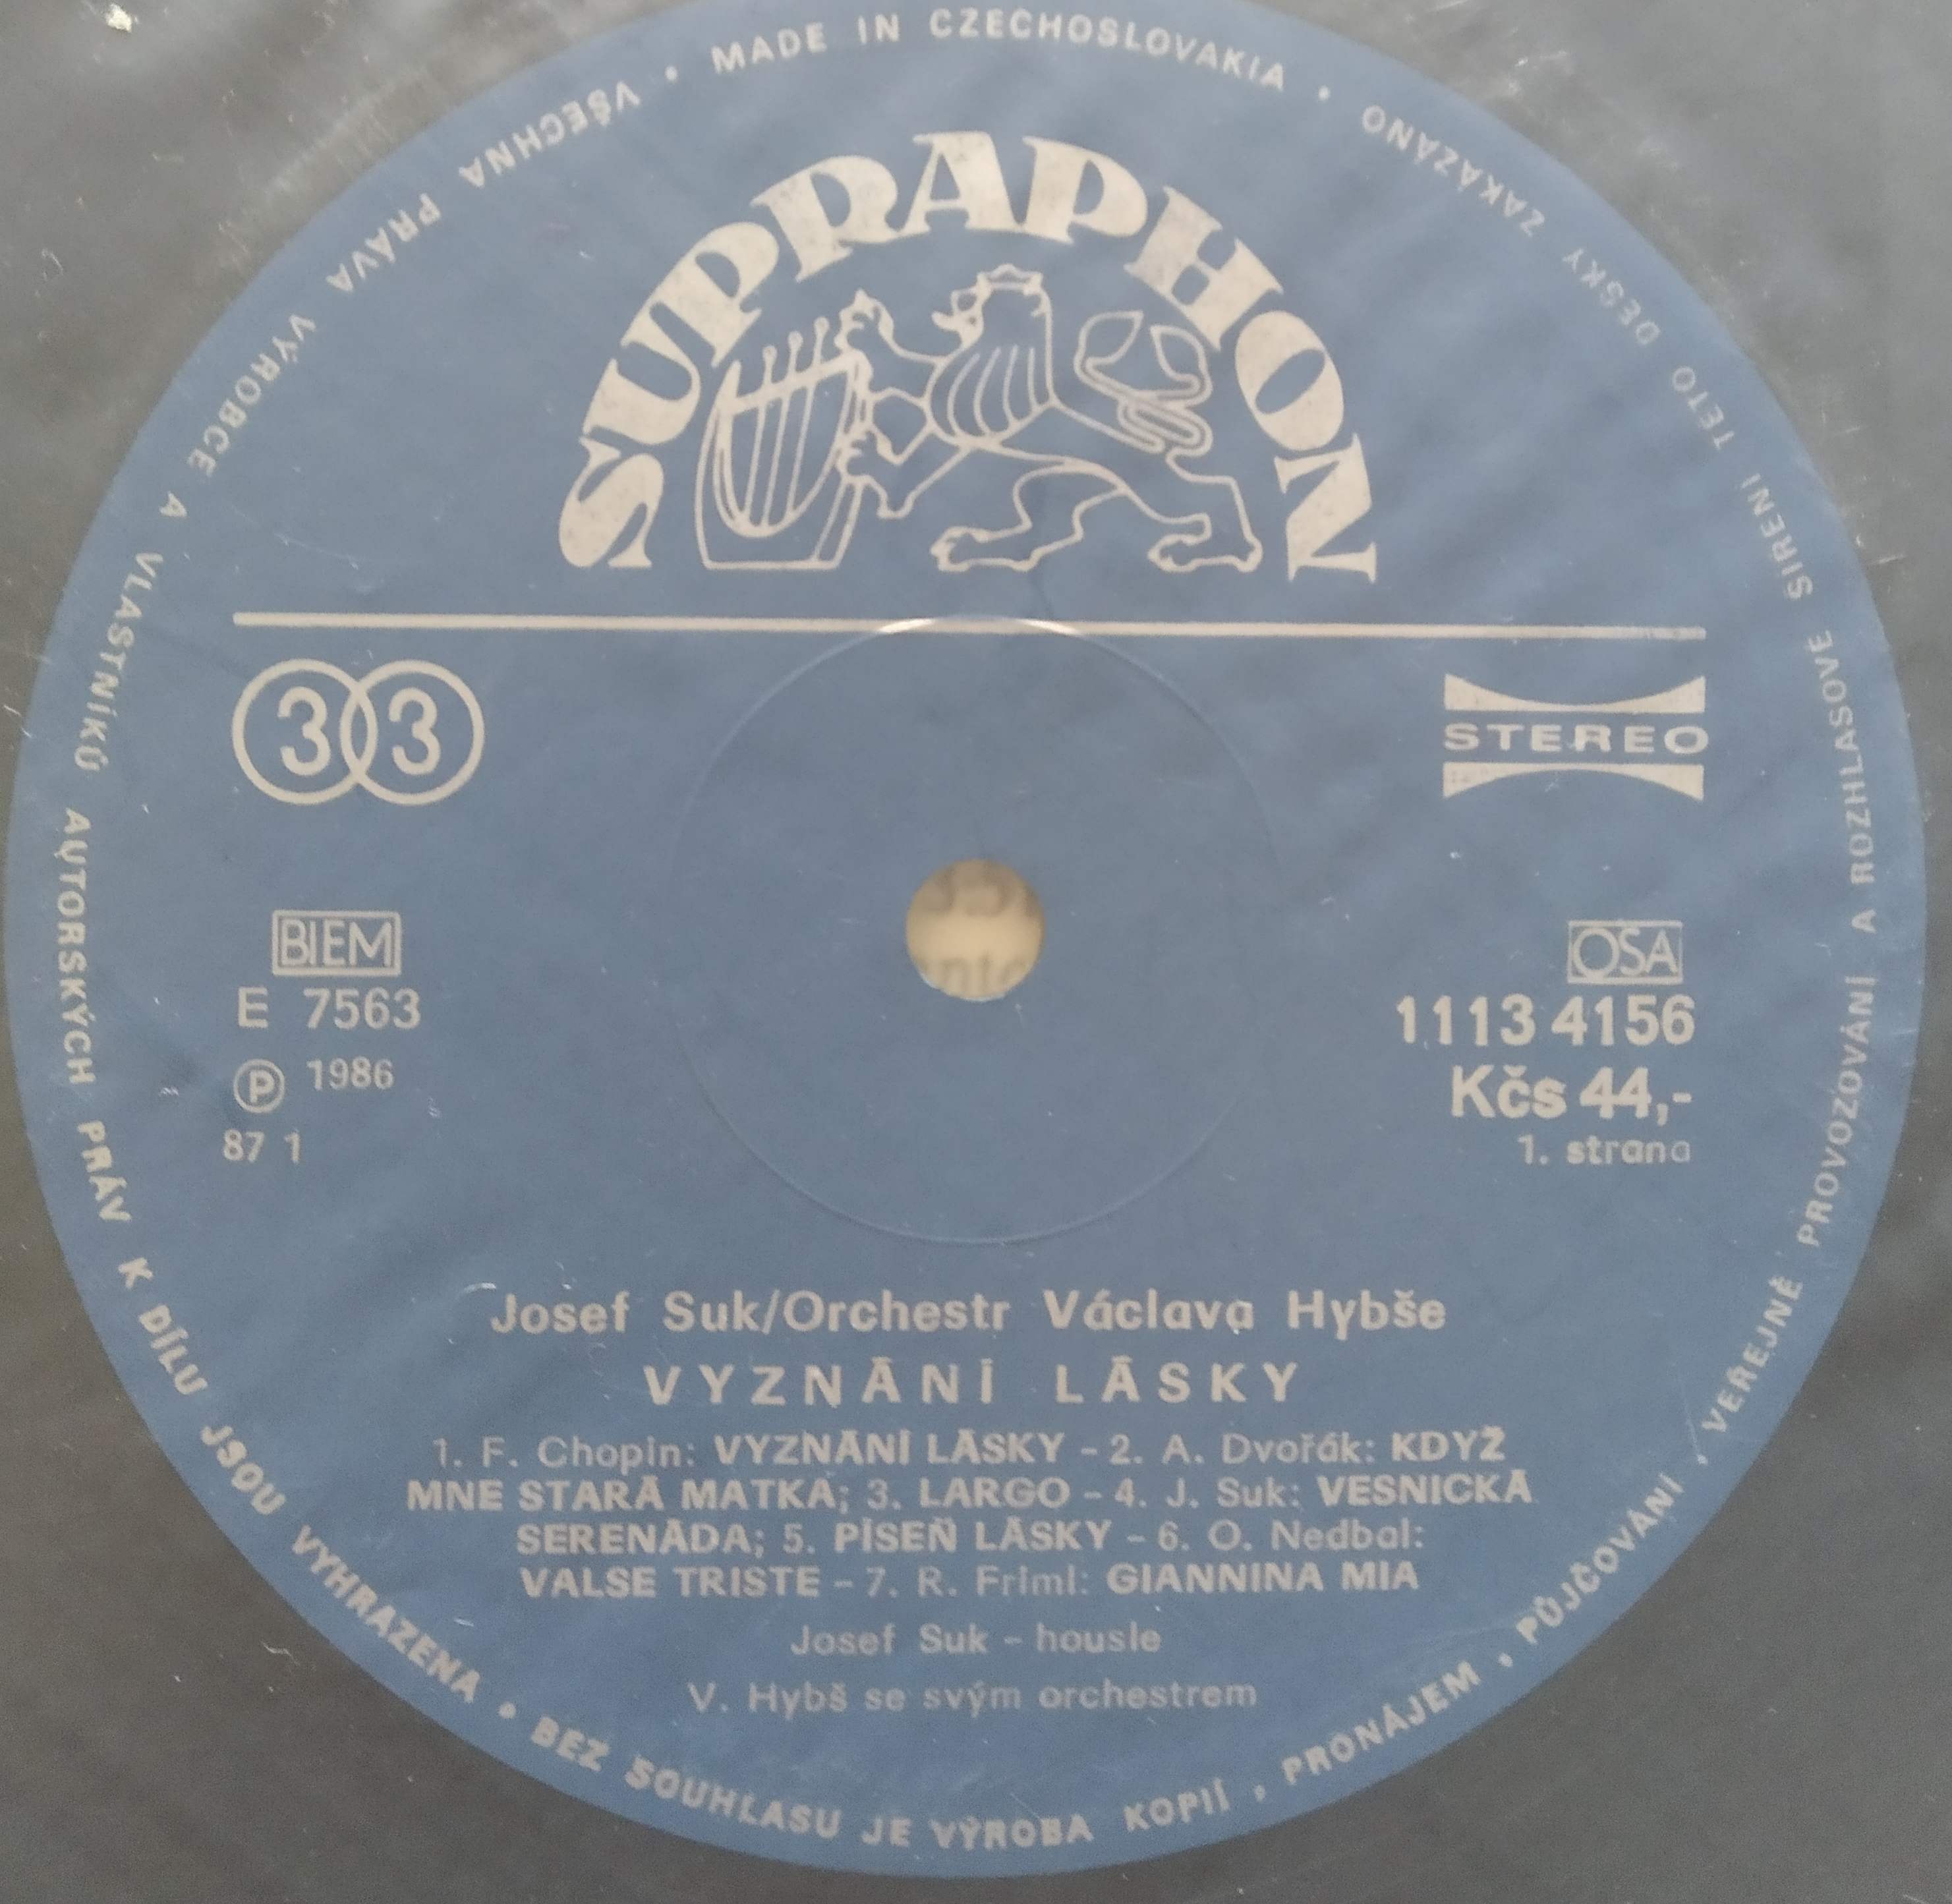 MADE IN CZECHOSLOVAKIA • ŠÍŘENÍ TÉTO DESKY ZAKÁZÁNO
VŠECHNA PRÁVA VÝROBCE A VLASTNÍKŮ AUTORSKÝCH PRÁV K DÍLU JSOU VYHRAZENA • BEZ SOUHLASU JE VÝROBA KOPIÍ, PRONÁJEM, PŮJČOVÁNÍ, VEŘEJNÉ PROVOZOVÁNÍ A ROZHLASOVÉ
SUPRAPHON
33
STEREO
BIEM
OSA
E 7563
1113 4156
Ⓟ 1986
Kčs 44,-
87 1
1. strana
Josef Suk/Orchestr Václava Hybše
VYZNÁNÍ LÁSKY
1. F. Chopin: VYZNÁNÍ LÁSKY – 2. A. Dvořák: KDYŽ
MNE STARÁ MATKA; 3. LARGO – 4. J. Suk: VESNICKÁ
SERENÁDA; 5. PÍSEŇ LÁSKY – 6. O. Nedbal:
VALSE TRISTE – 7. R. Friml: GIANNINA MIA
Josef Suk – housle
V. Hybš se svým orchestrem